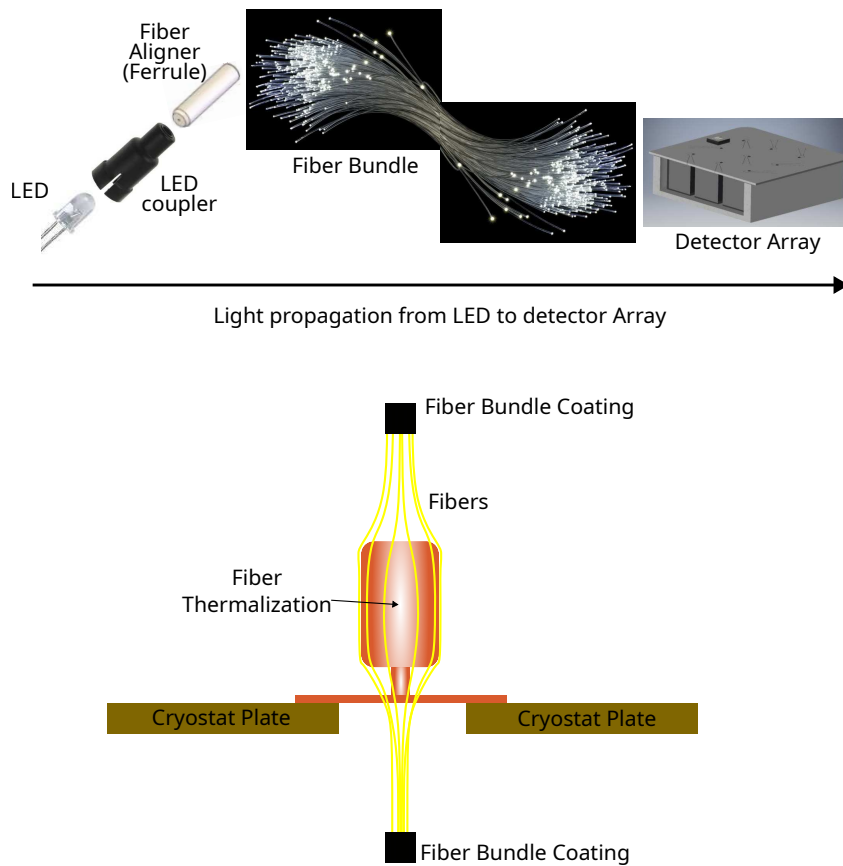 Fiber
Aligner
(Ferrule)
LED
LED
coupler
Fiber Bundle
Detector Array
Light propagation from LED to detector Array
Fiber Bundle Coating
Fibers
Fiber
Thermalization
Cryostat Plate
Cryostat Plate
Fiber Bundle Coating